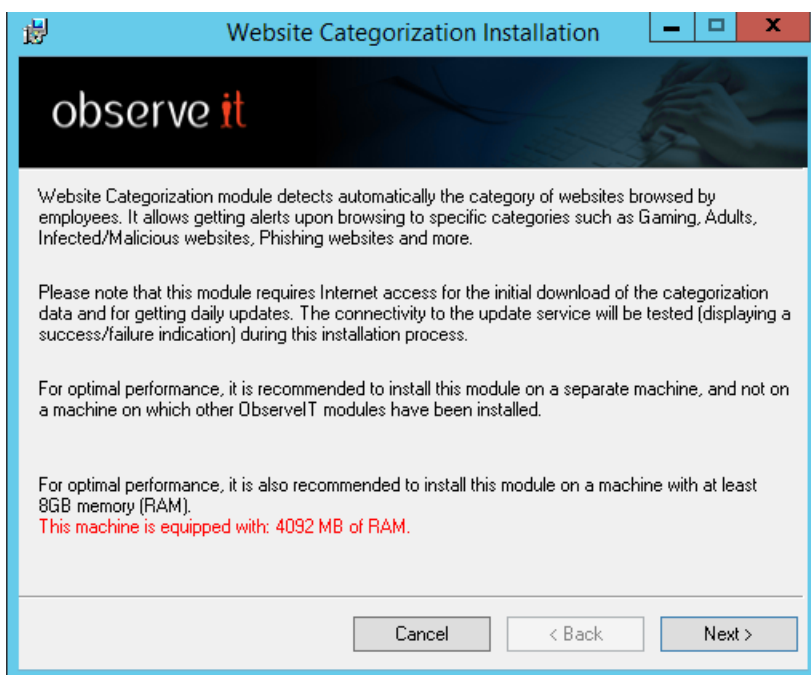 Website Categorization Installation
observe it
Website Categorization module detects automatically the category of websites browsed by
employees. It allows getting alerts upon browsing to specific categories such as Gaming, Adults,
Infected/Malicious websites, Phishing websites and more.
Please note that this module requires Internet access for the initial download of the categorization
data and for getting daily updates. The connectivity to the update service will be tested (displaying a
success/failure indication) during this installation process.
For optimal performance, it is recommended to install this module on a separate machine, and not on
a machine on which other ObserveIT modules have been installed.
For optimal performance, it is also recommended to install this module on a machine with at least
8GB memory (RAM).
This machine is equipped with: 4092 MB of RAM.
Cancel
< Back
Next >